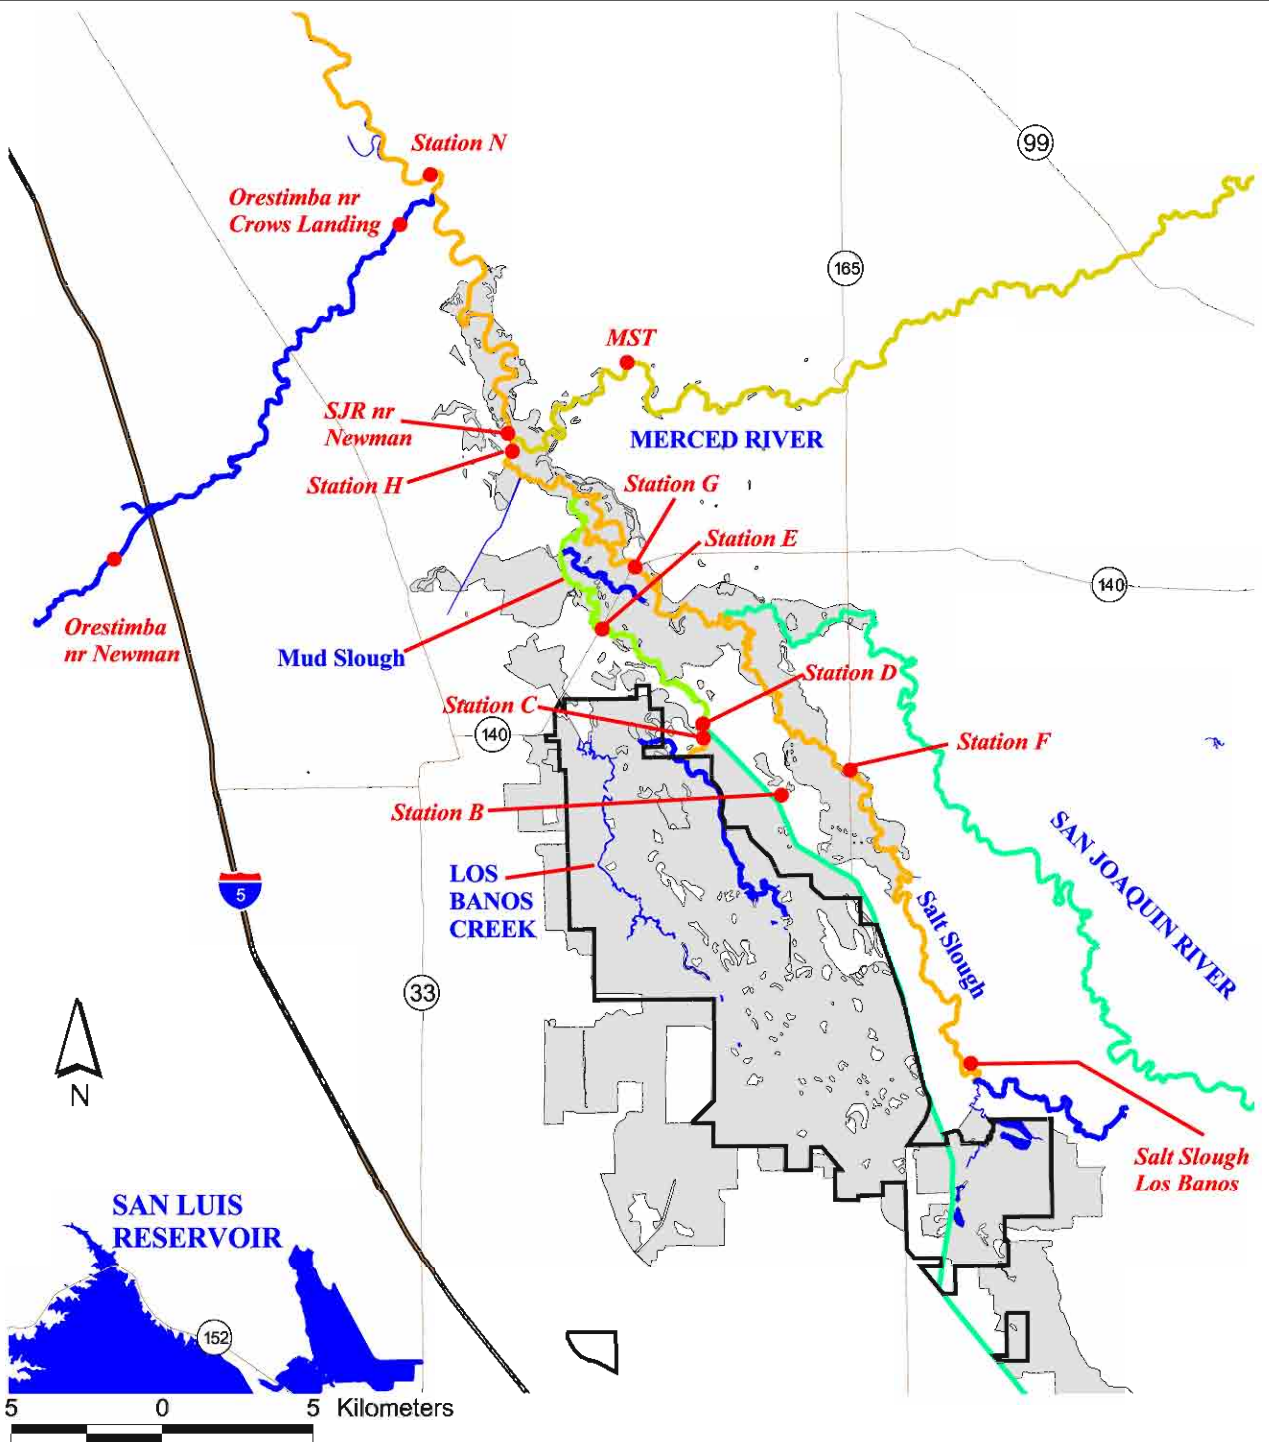 Station N
99
Orestimba nr
Crows Landing
165
MST
SJR nr
Newman
MERCED RIVER
Station H
Station G
Station E
140
Orestimba
nr Newman
Mud Slough
Station D
Station C
140
Station F
Station B
SAN JOAQUIN RIVER
LOS
BANOS
CREEK
5
Salt Slough
33
N
Salt Slough
Los Banos
SAN LUIS
RESERVOIR
152
5 0 5 Kilometers